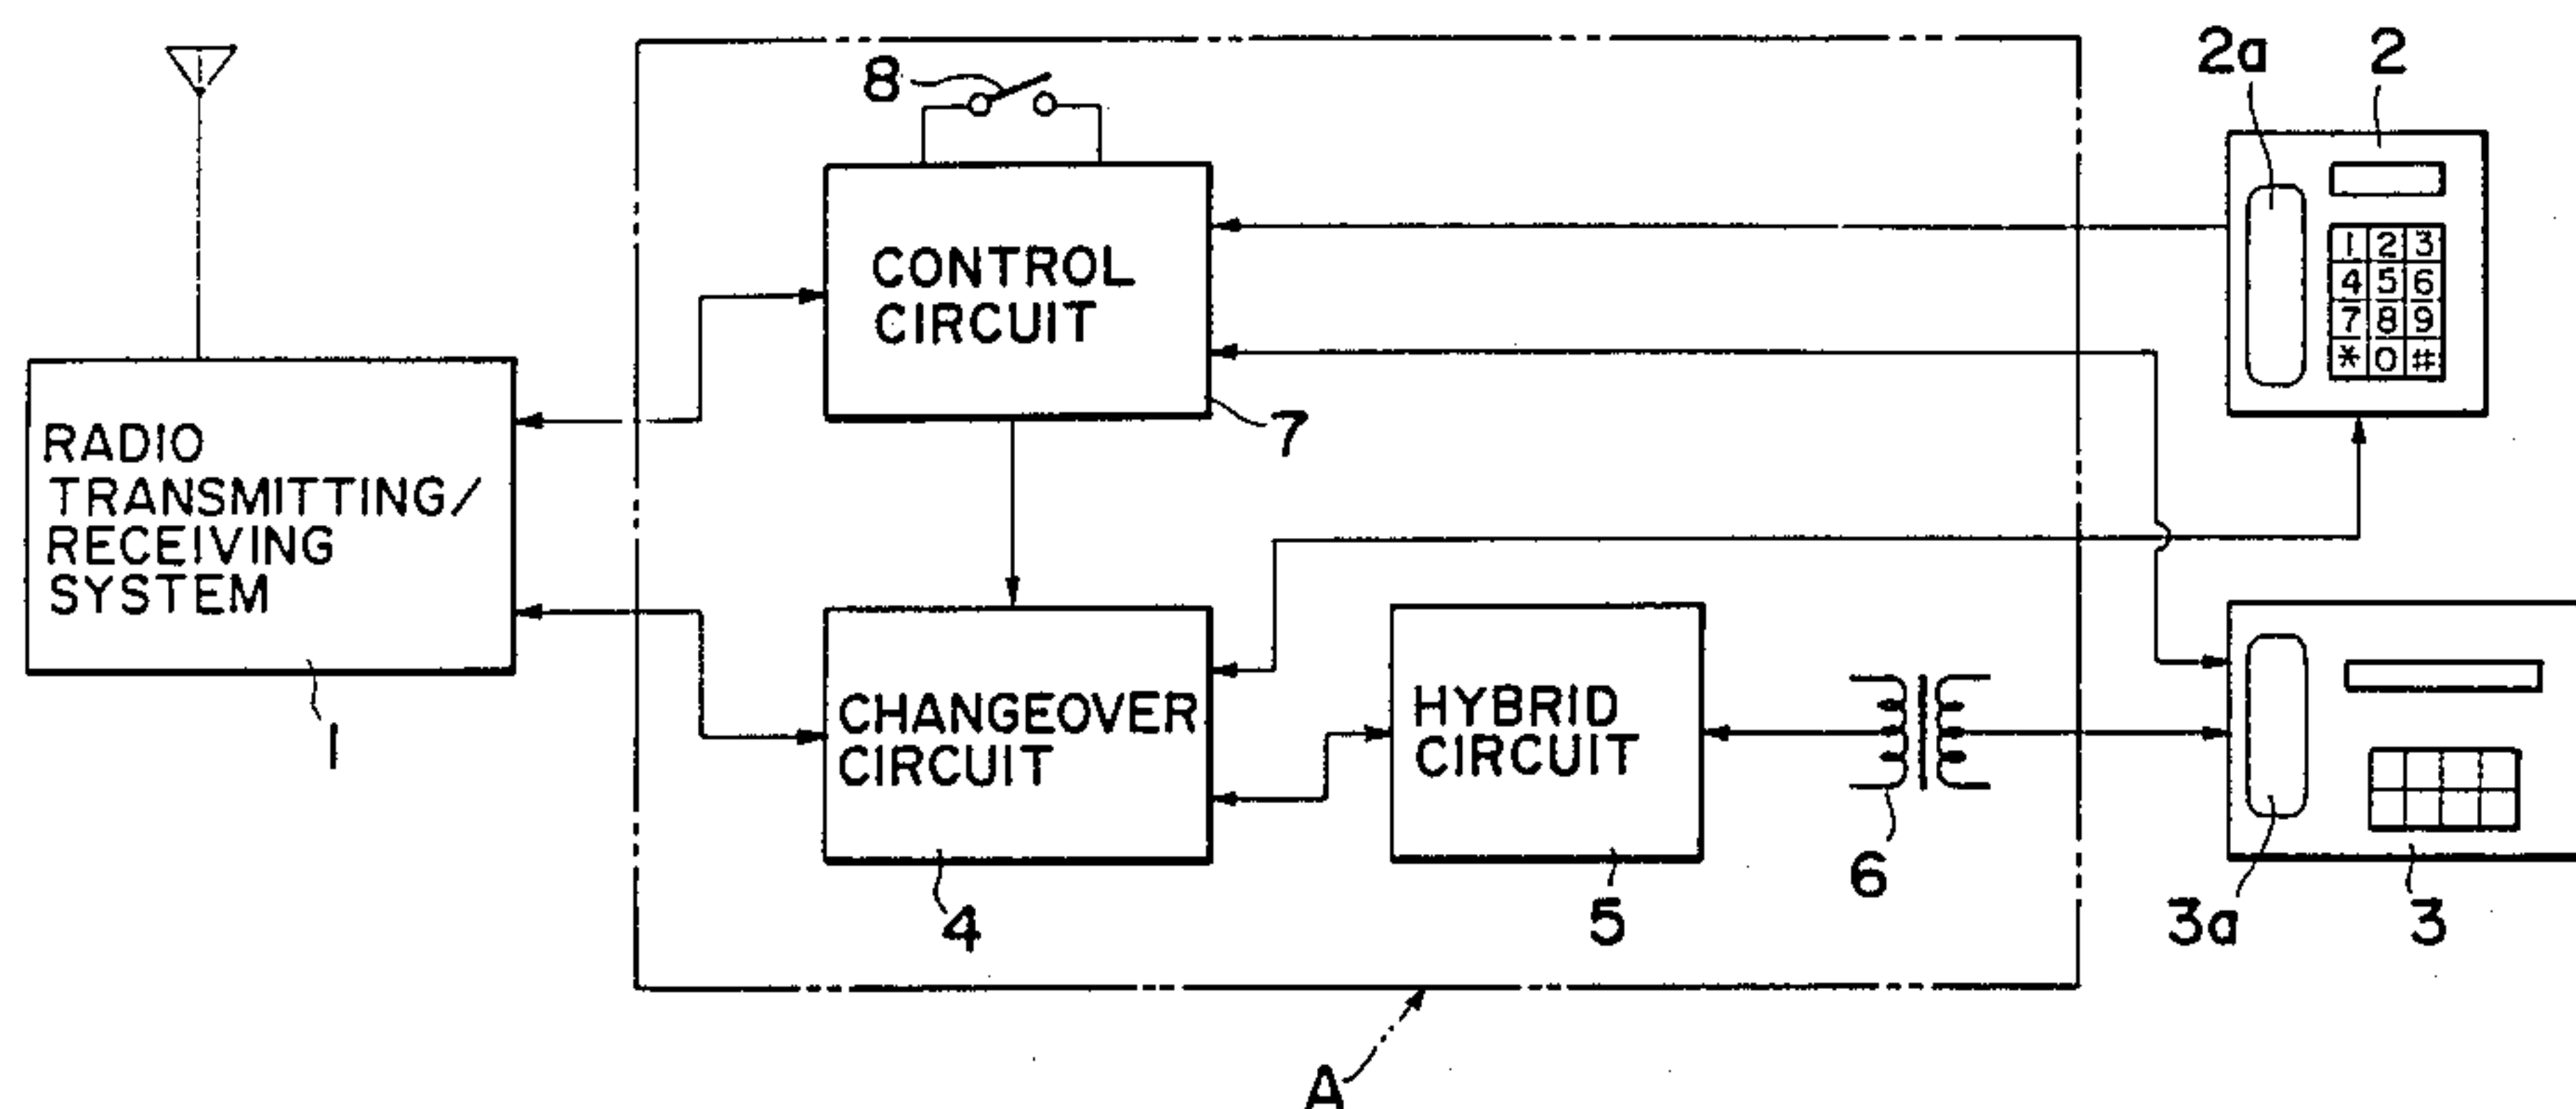 8
2a
2
CONTROL
CIRCUIT
1 2 3
4 5 6
7 8 9
* 0 #
7
RADIO
TRANSMITTING/
RECEIVING
SYSTEM
1
CHANGEOVER
CIRCUIT
HYBRID
CIRCUIT
4
5
6
3a
3
A